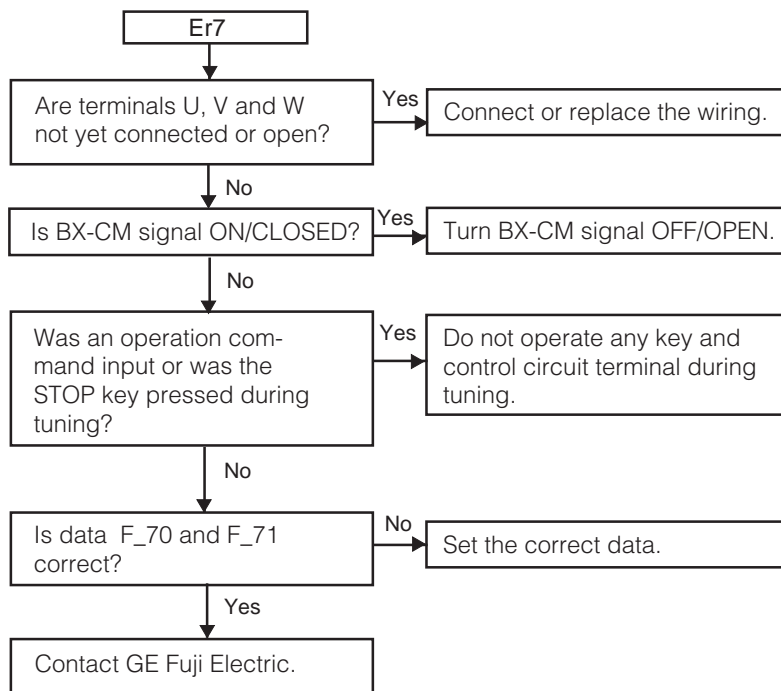 Er7
Are terminals U, V and W
not yet connected or open?
Yes
Connect or replace the wiring.
No
Is BX-CM signal ON/CLOSED?
Yes
Turn BX-CM signal OFF/OPEN.
No
Was an operation com-
mand input or was the
STOP key pressed during
tuning?
Yes
Do not operate any key and
control circuit terminal during
tuning.
No
Is data F_70 and F_71
correct?
No
Set the correct data.
Yes
Contact GE Fuji Electric.